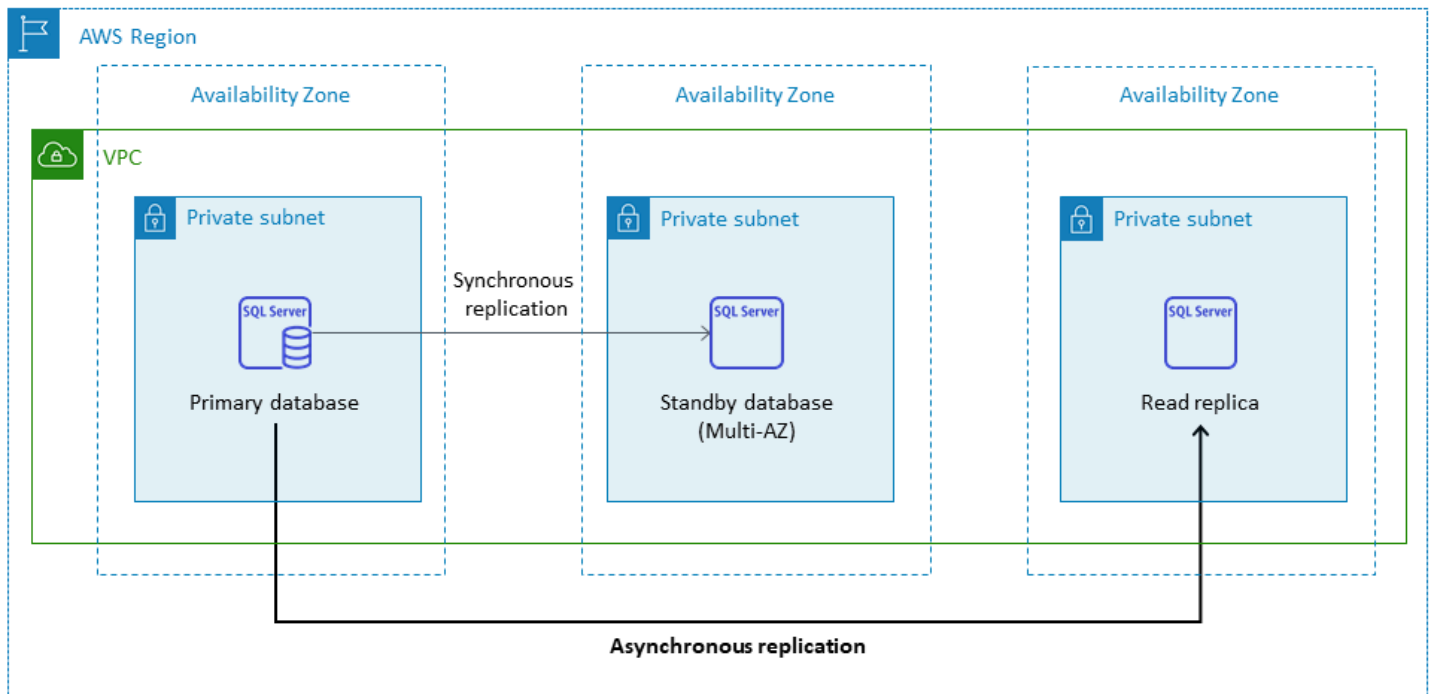 AWS Region
Availability Zone
Availability Zone
Availability Zone
VPC
Private subnet
Private subnet
Private subnet
Synchronous
replication
SQL Server
SQL Server
SQL Server
Primary database
Standby database
(Multi-AZ)
Read replica
Asynchronous replication